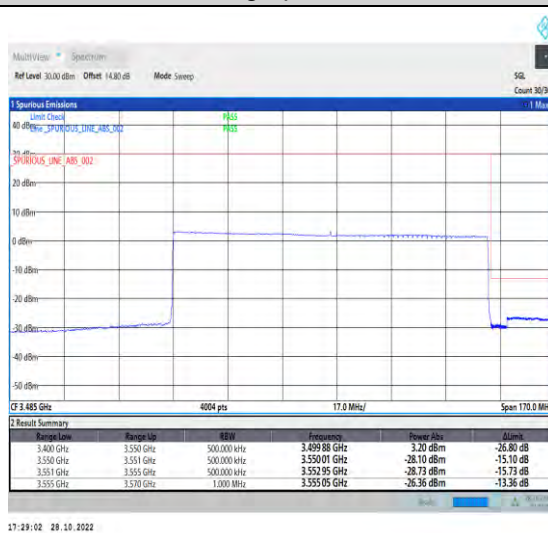 MultiView Spectrum
Ref Level 30.00 dBm Offset 14.80 dB Mode Sweep
SGL
Count 30/3
1 Spurious Emissions 1 Max
Limit Check PASS
40 dBm
Line _SPURIOUS_LINE_ABS_002 PASS
_SPURIOUS_LINE_ABS_002
20 dBm
10 dBm
0 dBm
-10 dBm
-20 dBm
-30 dBm
-40 dBm
-50 dBm
CF 3.485 GHz 4004 pts 17.0 MHz/ Span 170.0 MH
2 Result Summary
Range Low Range Up RBW Frequency Power Abs ΔLimit
3.400 GHz 3.550 GHz 500.000 kHz 3.499 88 GHz 3.20 dBm -26.80 dB
3.550 GHz 3.551 GHz 500.000 kHz 3.550 01 GHz -28.10 dBm -15.10 dB
3.551 GHz 3.555 GHz 500.000 kHz 3.552 95 GHz -28.73 dBm -15.73 dB
3.555 GHz 3.570 GHz 1.000 MHz 3.555 05 GHz -26.36 dBm -13.36 dB
Ready
17:29:02 28.10.2022